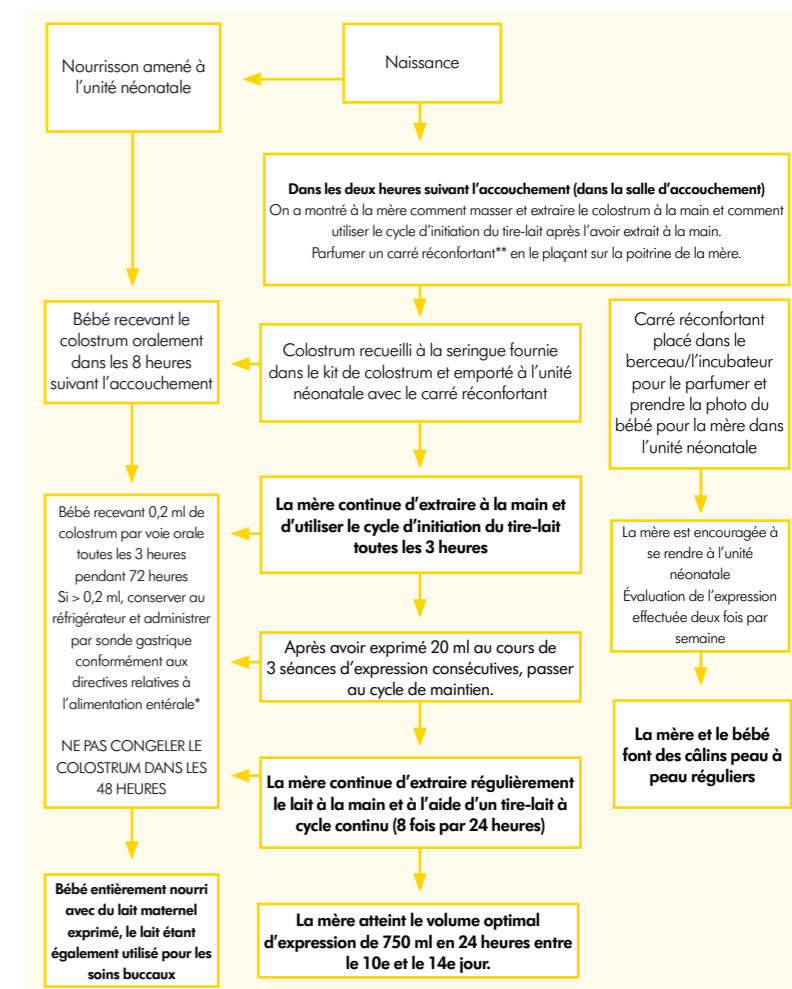 Nourrisson amené à
l'unité néonatale
Naissance
Dans les deux heures suivant l'accouchement (dans la salle d'accouchement)
On a montré à la mère comment masser et extraire le colostrum à la main et comment
utiliser le cycle d'initiation du tire-lait après l'avoir extrait à la main.
Parfumer un carré réconfortant** en le plaçant sur la poitrine de la mère.
Bébé recevant le
colostrum oralement
dans les 8 heures
suivant l'accouchement
Colostrum recueilli à la seringue fournie
dans le kit de colostrum et emporté à l'unité
néonatale avec le carré réconfortant
Carré réconfortant
placé dans le
berceau/l'incubateur
pour le parfumer et
prendre la photo du
bébé pour la mère dans
l'unité néonatale
Bébé recevant 0,2 ml de
colostrum par voie orale
toutes les 3 heures
pendant 72 heures
Si > 0,2 ml, conserver au
réfrigérateur et administrer
par sonde gastrique
conformément aux
directives relatives à
l'alimentation entérale*
NE PAS CONGELER LE
COLOSTRUM DANS LES
48 HEURES
La mère continue d'extraire à la main et
d'utiliser le cycle d'initiation du tire-lait
toutes les 3 heures
La mère est encouragée à
se rendre à l'unité
néonatale
Évaluation de l'expression
effectuée deux fois par
semaine
Après avoir exprimé 20 ml au cours de
3 séances d'expression consécutives, passer
au cycle de maintien.
La mère et le bébé
font des câlins peau à
peau réguliers
La mère continue d'extraire régulièrement
le lait à la main et à l'aide d'un tire-lait à
cycle continu (8 fois par 24 heures)
Bébé entièrement nourri
avec du lait maternel
exprimé, le lait étant
également utilisé pour les
soins buccaux
La mère atteint le volume optimal
d'expression de 750 ml en 24 heures entre
le 10e et le 14e jour.